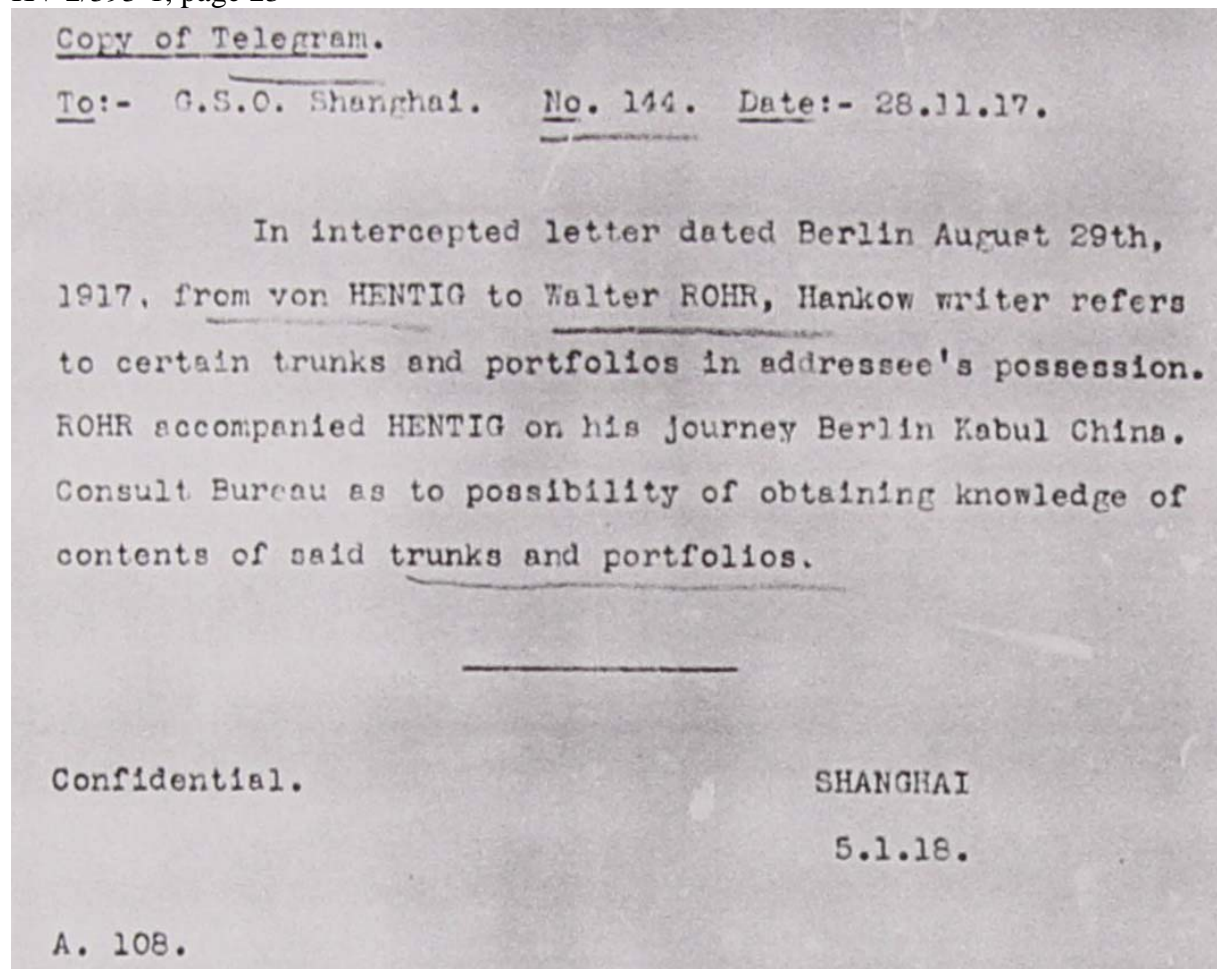 Copy of Telegram.
To:- G.S.O. Shanghai. No. 144. Date:- 28.11.17.
In intercepted letter dated Berlin August 29th,
1917, from von HENTIG to Walter ROHR, Hankow writer refers
to certain trunks and portfolios in addressee's possession.
ROHR accompanied HENTIG on his journey Berlin Kabul China.
Consult Bureau as to possibility of obtaining knowledge of
contents of said trunks and portfolios.
Confidential. SHANGHAI
5.1.18.
A. 108.